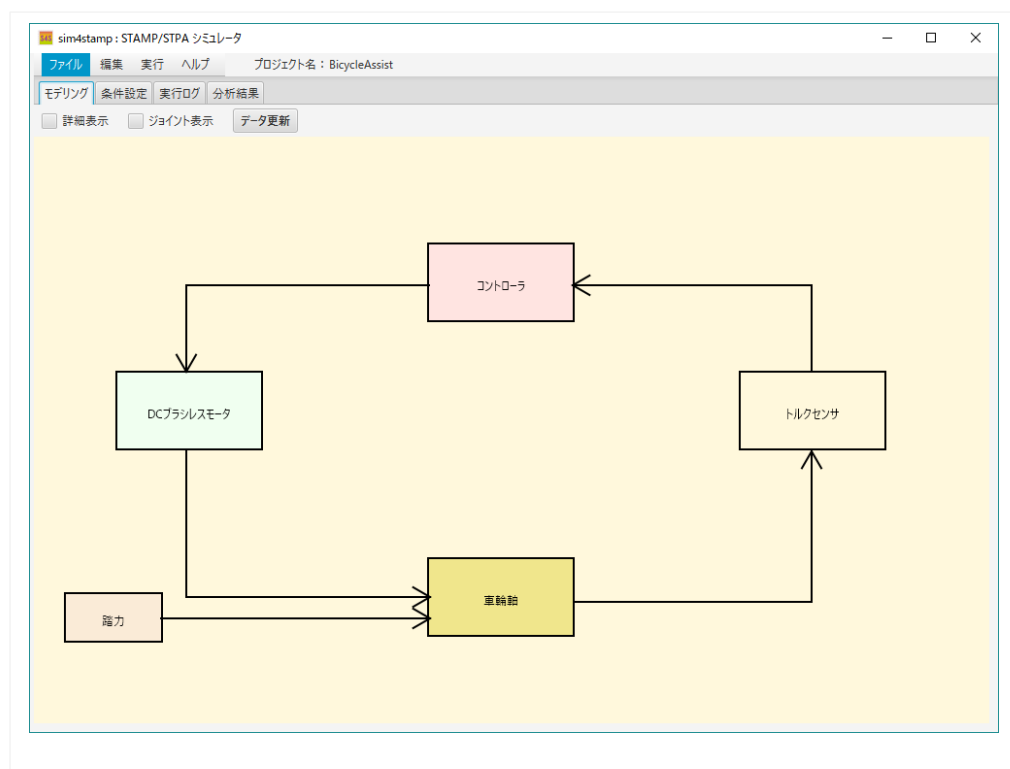 sim4stamp : STAMP/STPA シミュレータ
ファイル 編集 実行 ヘルプ プロジェクト名：BicycleAssist
モデリング 条件設定 実行ログ 分析結果
詳細表示 ジョイント表示 データ更新
コントローラ
DCブラシレスモータ
トルクセンサ
車輪軸
踏力